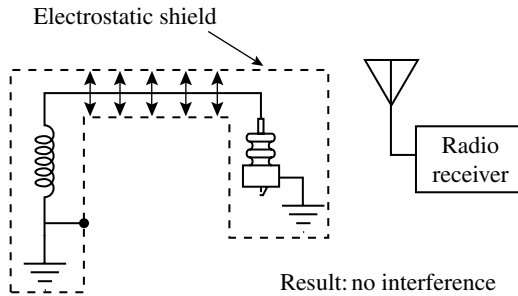 Electrostatic shield
Radio
receiver
Result: no interference